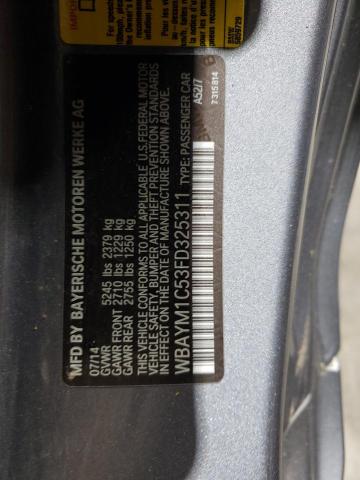 MFD BY BAYERISCHE MOTOREN WERKE AG
07/14
GVWR 5245 lbs 2379 kg
GAWR FRONT 2710 lbs 1229 kg
GAWR REAR 2755 lbs 1250 kg
THIS VEHICLE CONFORMS TO ALL APPLICABLE U.S. FEDERAL MOTOR
VEHICLE SAFETY, BUMPER AND THEFT PREVENTION STANDARDS
IN EFFECT ON THE DATE OF MANUFACTURE SHOWN ABOVE.
WBAYM1C53FD325311 TYPE: PASSENGER CAR
A52/7
7315814